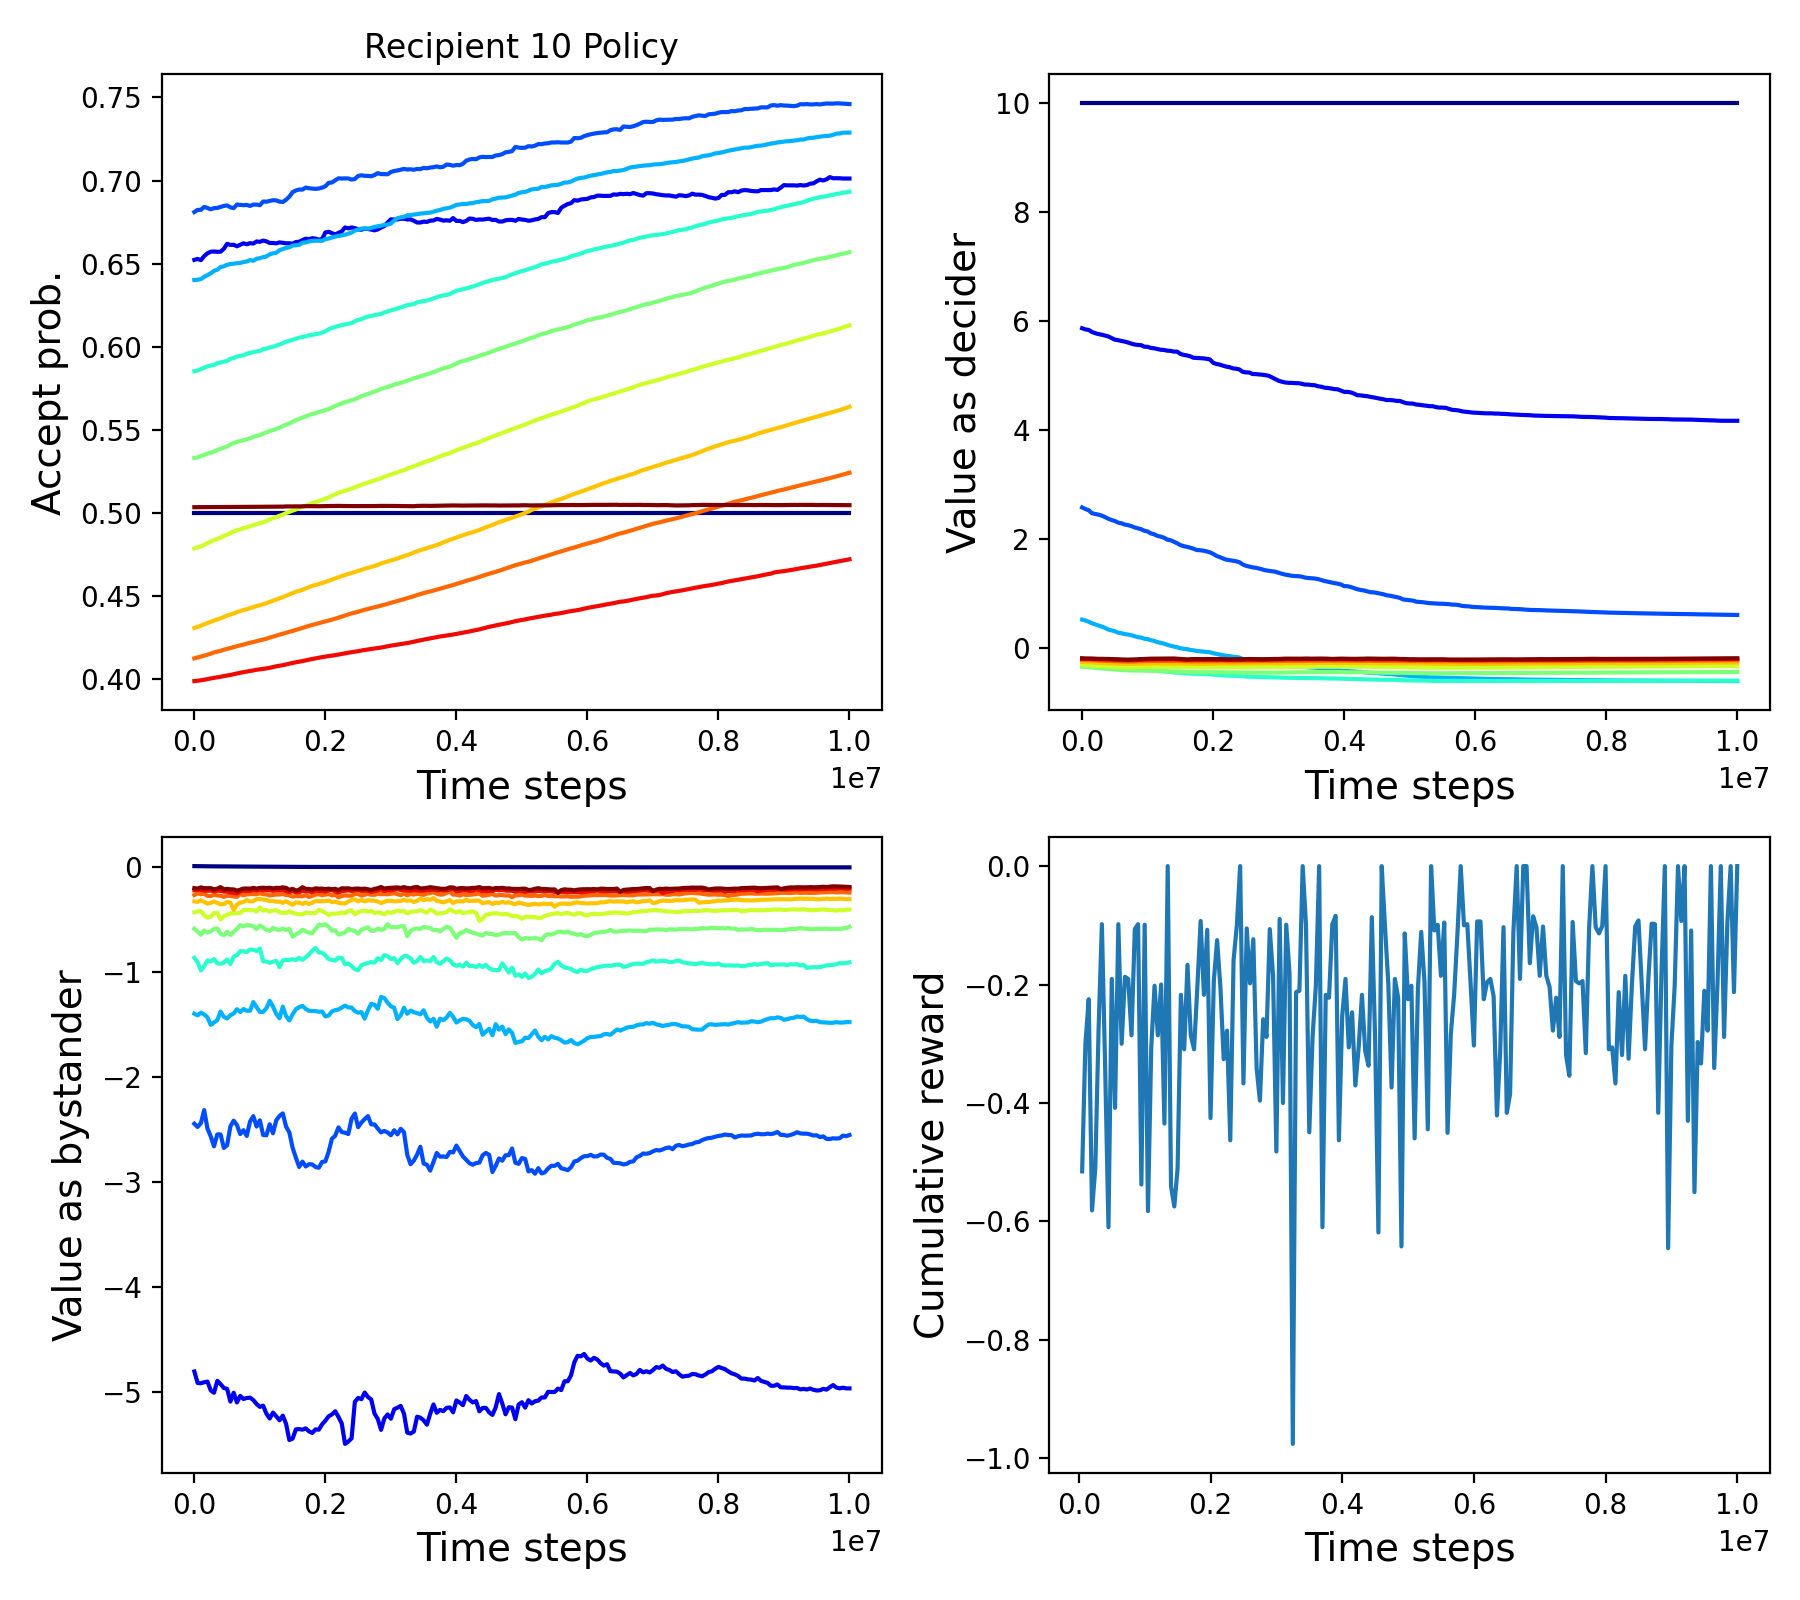 Recipient 10 Policy
Accept prob.
0.75
0.70
0.65
0.60
0.55
0.50
0.45
0.40
0.0 0.2 0.4 0.6 0.8 1.0
1e7
Time steps
Value as decider
10
8
6
4
2
0
0.0 0.2 0.4 0.6 0.8 1.0
1e7
Time steps
Value as bystander
0
−1
−2
−3
−4
−5
0.0 0.2 0.4 0.6 0.8 1.0
1e7
Time steps
Cumulative reward
0.0
−0.2
−0.4
−0.6
−0.8
−1.0
0.0 0.2 0.4 0.6 0.8 1.0
1e7
Time steps